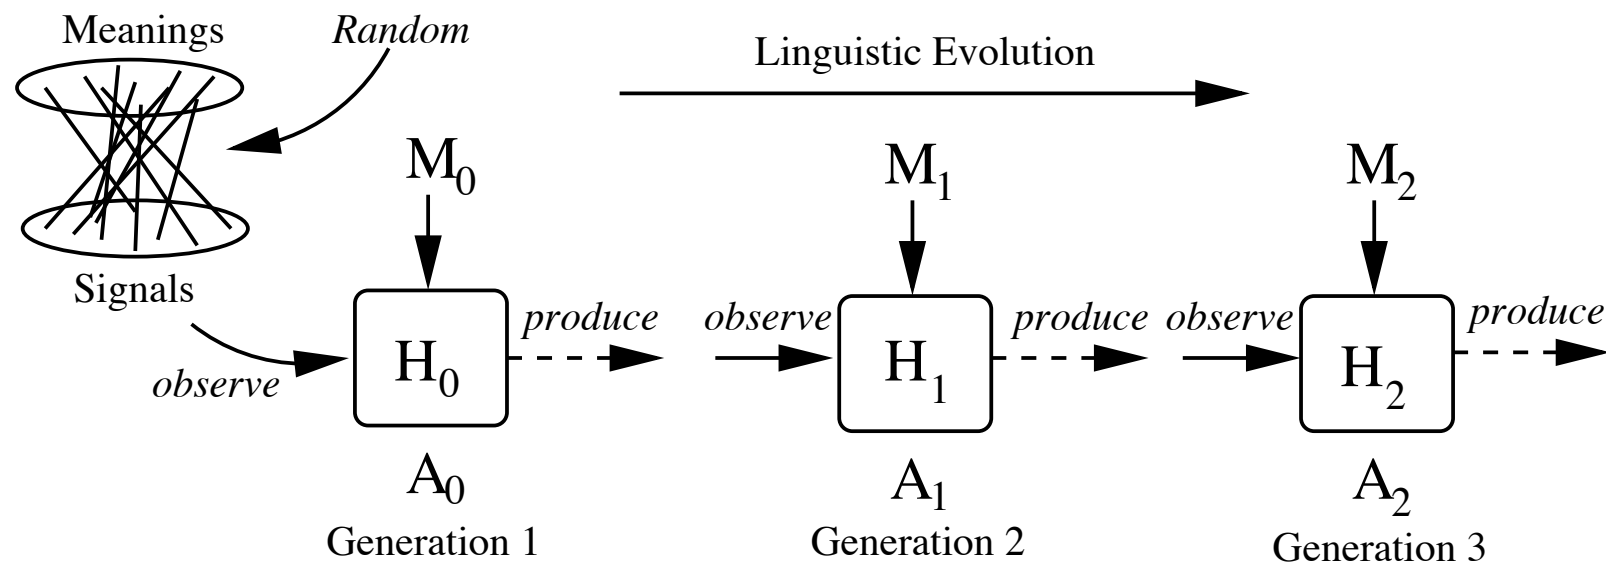 Meanings
Random
Linguistic Evolution
M0
M1
M2
Signals
observe
H0
produce
observe
H1
produce
observe
H2
produce
A0
A1
A2
Generation 1
Generation 2
Generation 3